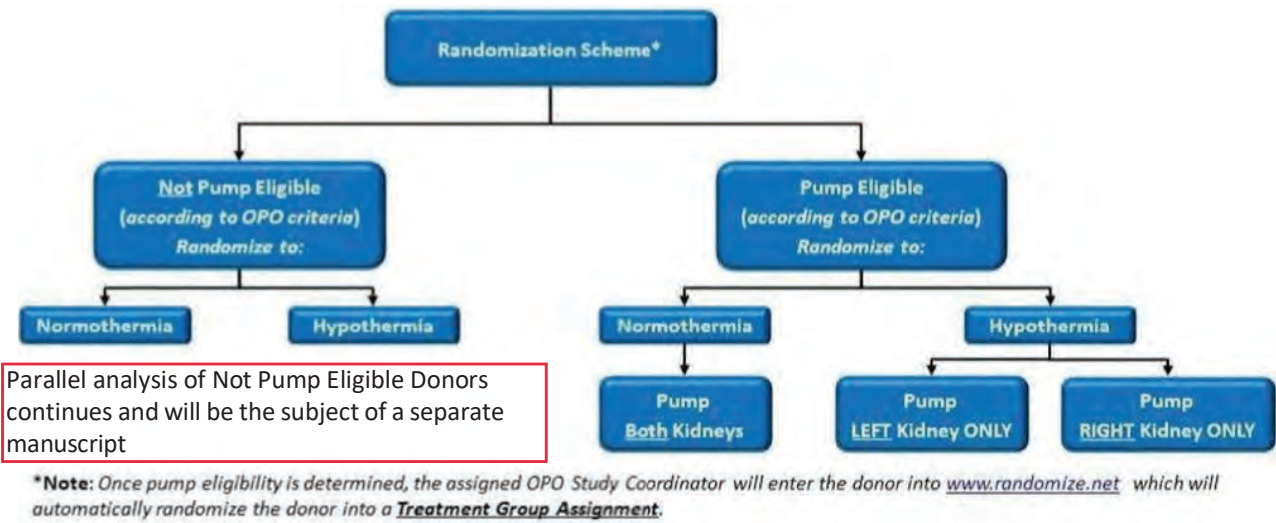 Randomization Scheme*
Not Pump Eligible
(according to OPO criteria)
Randomize to:
Pump Eligible
(according to OPO criteria)
Randomize to:
Normothermia
Hypothermia
Normothermia
Hypothermia
Parallel analysis of Not Pump Eligible Donors
continues and will be the subject of a separate
manuscript
Pump
Both Kidneys
Pump
LEFT Kidney ONLY
Pump
RIGHT Kidney ONLY
*Note: Once pump eligibility is determined, the assigned OPO Study Coordinator will enter the donor into www.randomize.net which will
automatically randomize the donor into a Treatment Group Assignment.